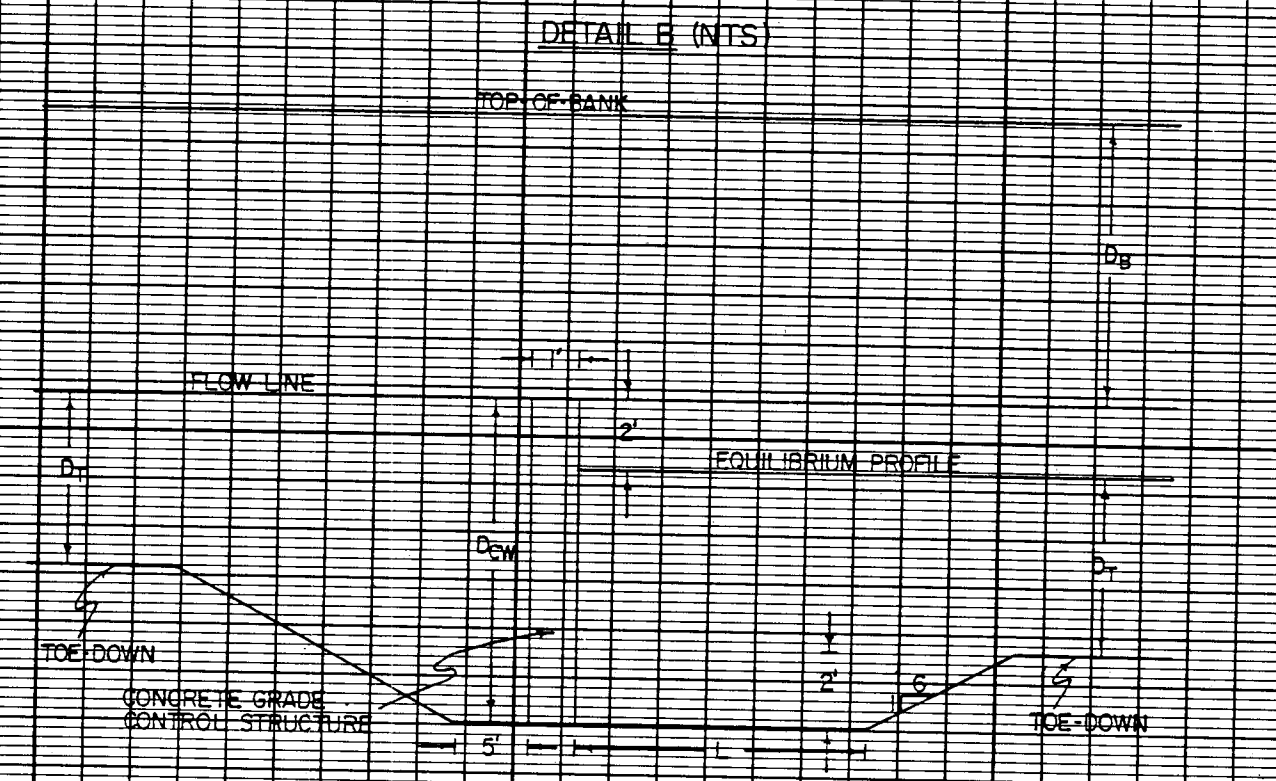 DETAIL B (NTS)
TOP-OF-BANK
D_B
1'
FLOW LINE
2'
D_T
EQUILIBRIUM PROFILE
D_CW
D_T
TOE-DOWN
2'
1 6
CONCRETE GRADE
CONTROL STRUCTURE
TOE-DOWN
5'
L